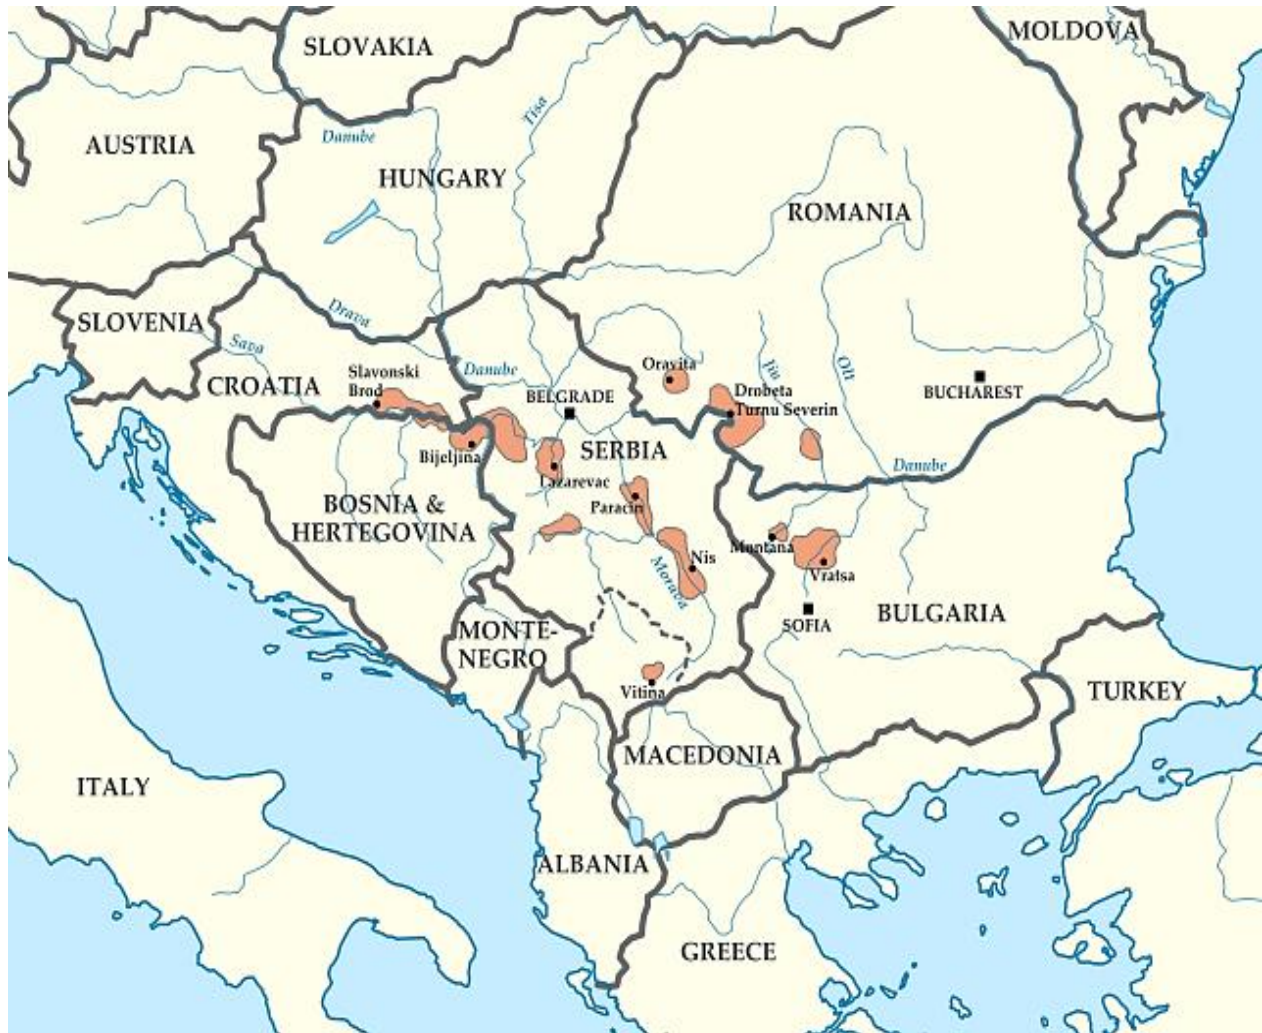 SLOVAKIA
MOLDOVA
AUSTRIA
Danube
Tisa
HUNGARY
ROMANIA
SLOVENIA
Sava
Drava
CROATIA
Slavonski
Brod
Danube
BELGRADE
Oravita
Jiu
Olt
Drobeta
Turnu Severin
BUCHAREST
Bijeljina
SERBIA
Lazarevac
Danube
BOSNIA &
HERTEGOVINA
Paracin
Nis
Morava
Montana
Vratsa
SOFIA
BULGARIA
MONTE-
NEGRO
Vitina
TURKEY
MACEDONIA
ITALY
ALBANIA
GREECE